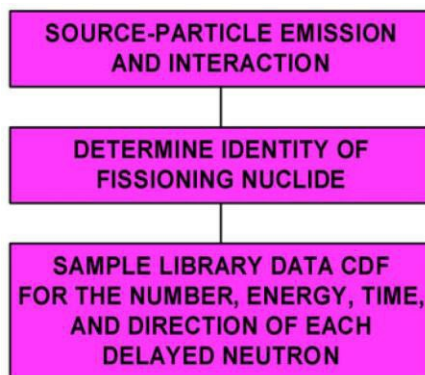 SOURCE-PARTICLE EMISSION
AND INTERACTION
DETERMINE IDENTITY OF
FISSIONING NUCLIDE
SAMPLE LIBRARY DATA CDF
FOR THE NUMBER, ENERGY, TIME,
AND DIRECTION OF EACH
DELAYED NEUTRON